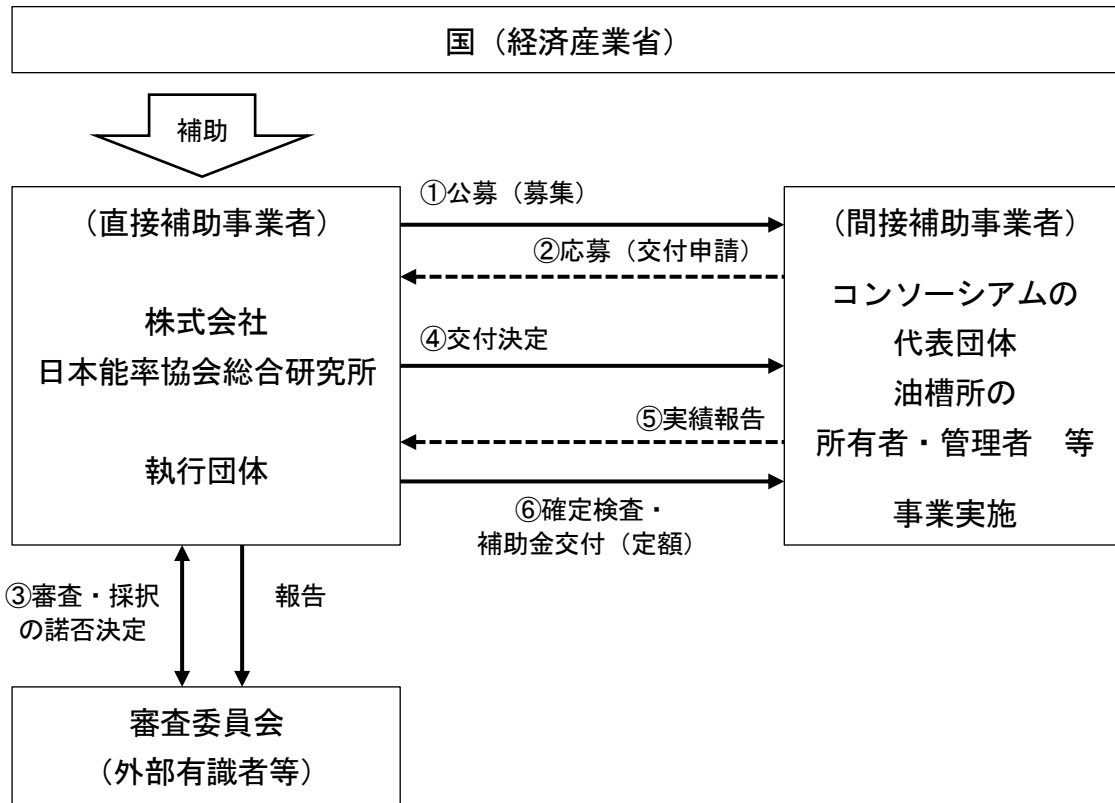 国（経済産業省）
補助
（直接補助事業者）
株式会社
日本能率協会総合研究所
執行団体
①公募（募集）
②応募（交付申請）
④交付決定
⑤実績報告
⑥確定検査・
補助金交付（定額）
（間接補助事業者）
コンソーシアムの
代表団体
油槽所の
所有者・管理者　等
事業実施
③審査・採択
の諾否決定
報告
審査委員会
（外部有識者等）